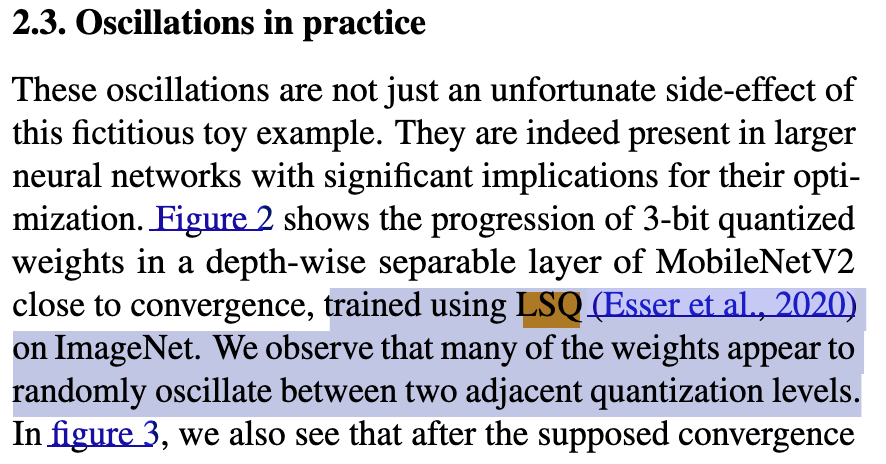 2.3. Oscillations in practice
These oscillations are not just an unfortunate side-effect of
this fictitious toy example. They are indeed present in larger
neural networks with significant implications for their opti-
mization. Figure 2 shows the progression of 3-bit quantized
weights in a depth-wise separable layer of MobileNetV2
close to convergence, trained using LSQ (Esser et al., 2020)
on ImageNet. We observe that many of the weights appear to
randomly oscillate between two adjacent quantization levels.
In figure 3, we also see that after the supposed convergence